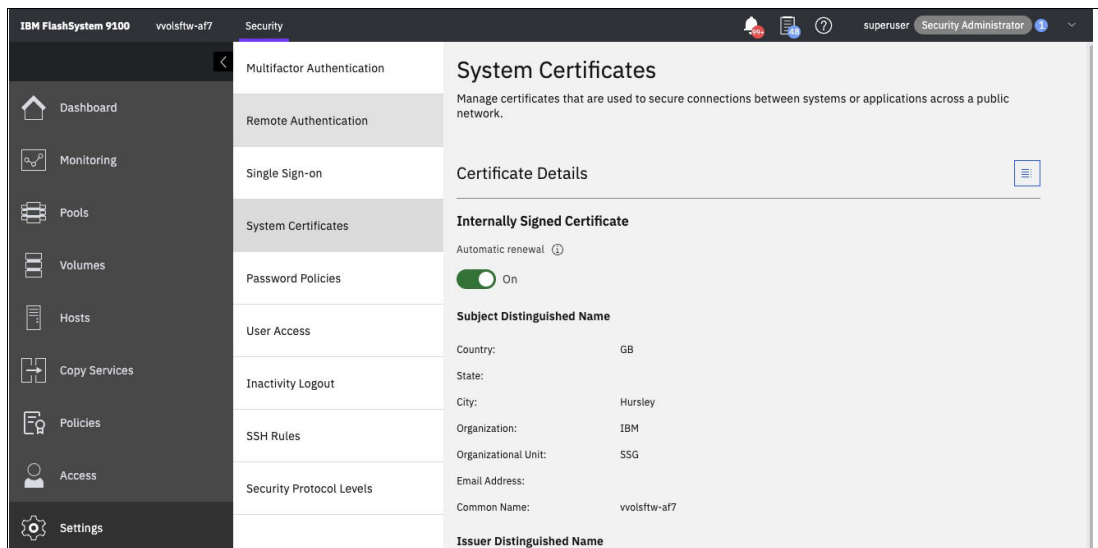 IBM FlashSystem 9100 vvolsftw-af7 Security 99+ 48 superuser Security Administrator 1
Dashboard
Monitoring
Pools
Volumes
Hosts
Copy Services
Policies
Access
Settings
Multifactor Authentication
Remote Authentication
Single Sign-on
System Certificates
Password Policies
User Access
Inactivity Logout
SSH Rules
Security Protocol Levels
System Certificates
Manage certificates that are used to secure connections between systems or applications across a public
network.
Certificate Details
Internally Signed Certificate
Automatic renewal
On
Subject Distinguished Name
Country: GB
State:
City: Hursley
Organization: IBM
Organizational Unit: SSG
Email Address:
Common Name: vvolsftw-af7
Issuer Distinguished Name